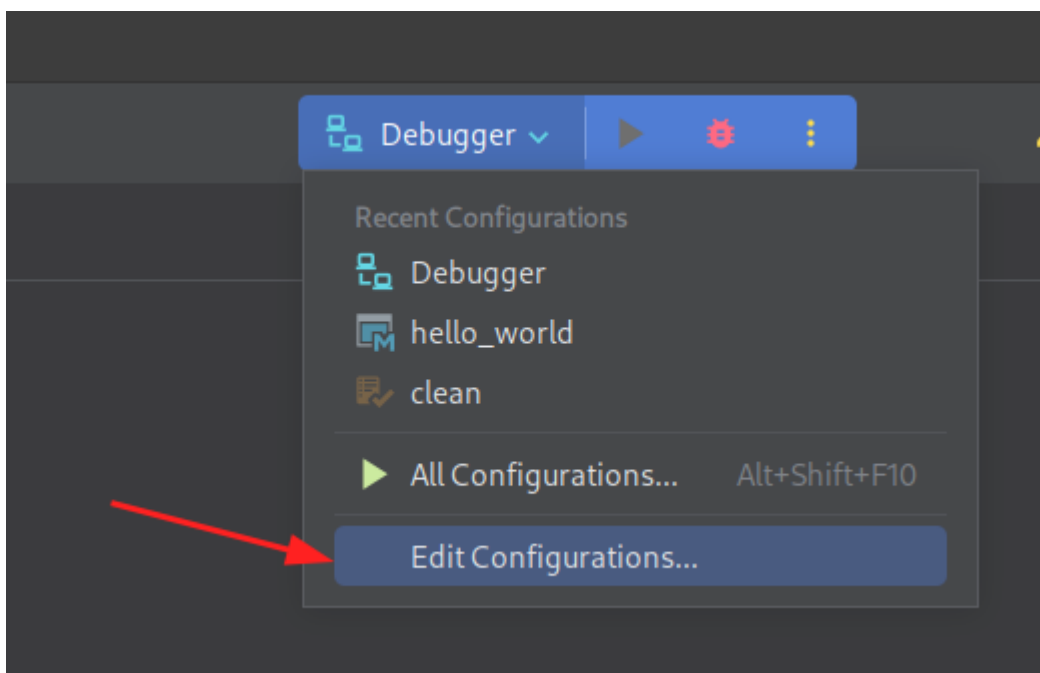 Debugger
Recent Configurations
Debugger
hello_world
clean
All Configurations... Alt+Shift+F10
Edit Configurations...